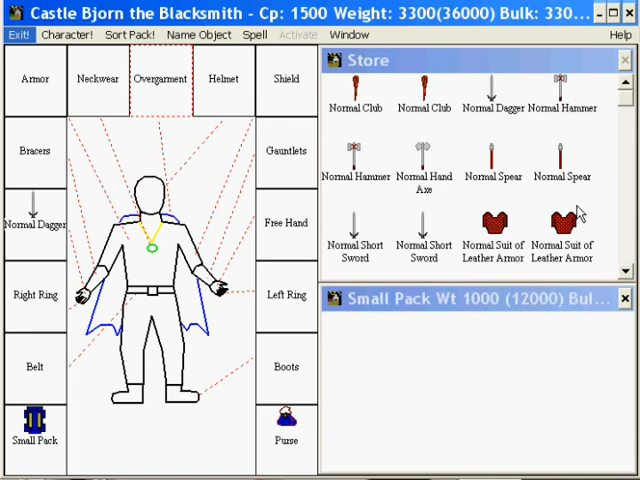 Castle Bjorn the Blacksmith - Cp: 1500 Weight: 3300(36000) Bulk: 330...
Exit! Character! Sort Pack! Name Object Spell Activate Window Help
Armor Neckwear Overgarment Helmet Shield
Bracers Gauntlets
Normal Dagger Free Hand
Right Ring Left Ring
Belt Boots
Small Pack Purse
Store
Normal Club Normal Club Normal Dagger Normal Hammer
Normal Hammer Normal Hand Normal Spear Normal Spear
Axe
Normal Short Normal Short Normal Suit of Normal Suit of
Sword Sword Leather Armor Leather Armor
Small Pack Wt 1000 (12000) Bul...